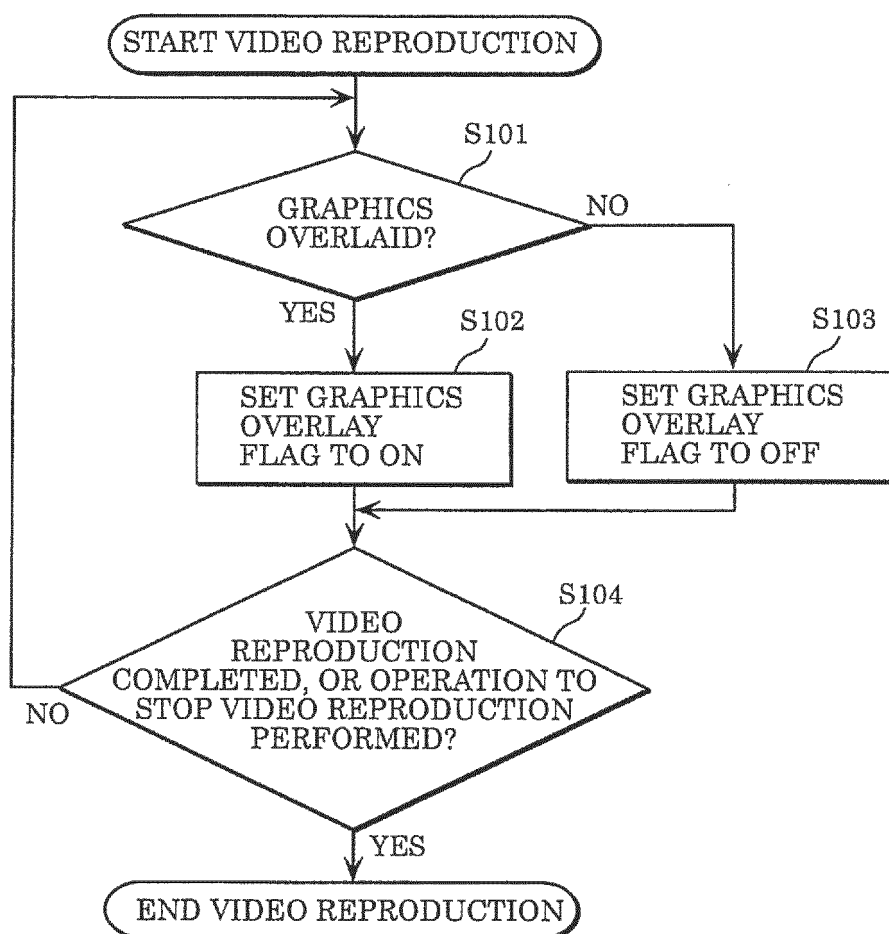 START VIDEO REPRODUCTION
S101
GRAPHICS
OVERLAID?
NO
YES
S102
SET GRAPHICS
OVERLAY
FLAG TO ON
S103
SET GRAPHICS
OVERLAY
FLAG TO OFF
S104
VIDEO
REPRODUCTION
COMPLETED, OR OPERATION TO
STOP VIDEO REPRODUCTION
PERFORMED?
NO
YES
END VIDEO REPRODUCTION